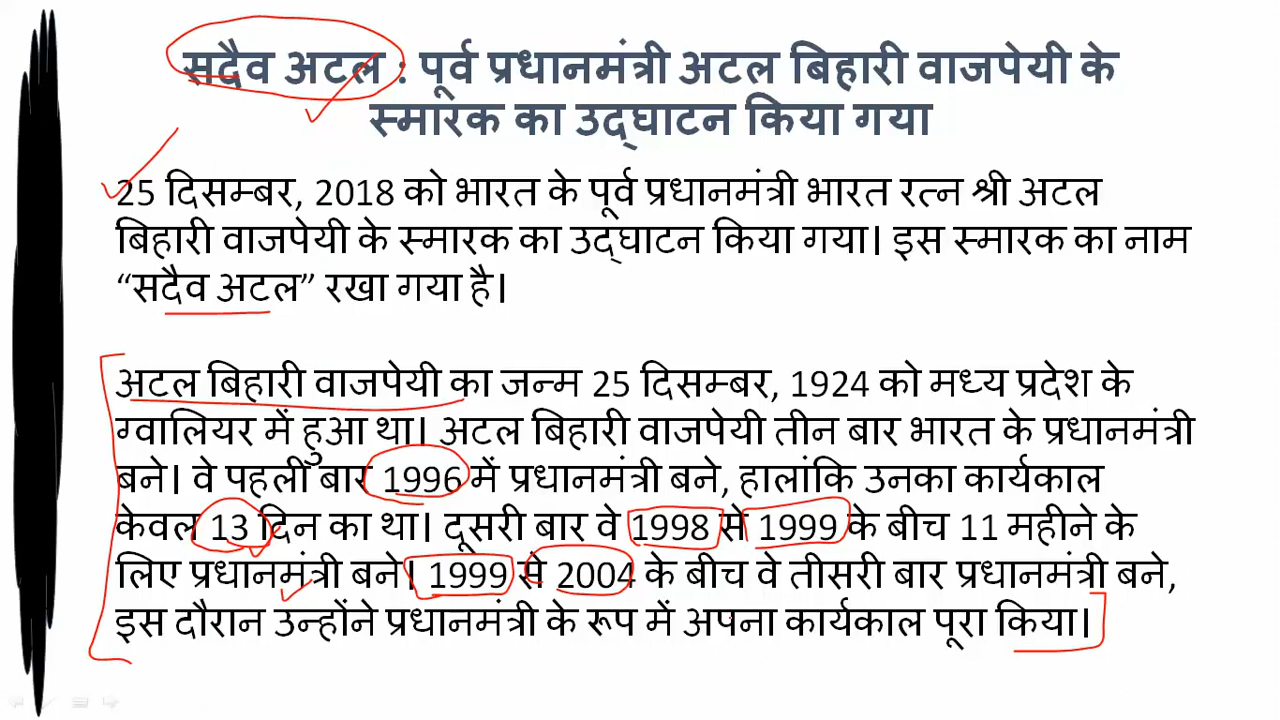 सदैव अटल : पूर्व प्रधानमंत्री अटल बिहारी वाजपेयी के
स्मारक का उद्घाटन किया गया
25 दिसम्बर, 2018 को भारत के पूर्व प्रधानमंत्री भारत रत्न श्री अटल
बिहारी वाजपेयी के स्मारक का उद्घाटन किया गया। इस स्मारक का नाम
“सदैव अटल” रखा गया है।
अटल बिहारी वाजपेयी का जन्म 25 दिसम्बर, 1924 को मध्य प्रदेश के
ग्वालियर में हुआ था। अटल बिहारी वाजपेयी तीन बार भारत के प्रधानमंत्री
बने। वे पहली बार 1996 में प्रधानमंत्री बने, हालांकि उनका कार्यकाल
केवल 13 दिन का था। दूसरी बार वे 1998 से 1999 के बीच 11 महीने के
लिए प्रधानमंत्री बने। 1999 से 2004 के बीच वे तीसरी बार प्रधानमंत्री बने,
इस दौरान उन्होंने प्रधानमंत्री के रूप में अपना कार्यकाल पूरा किया।